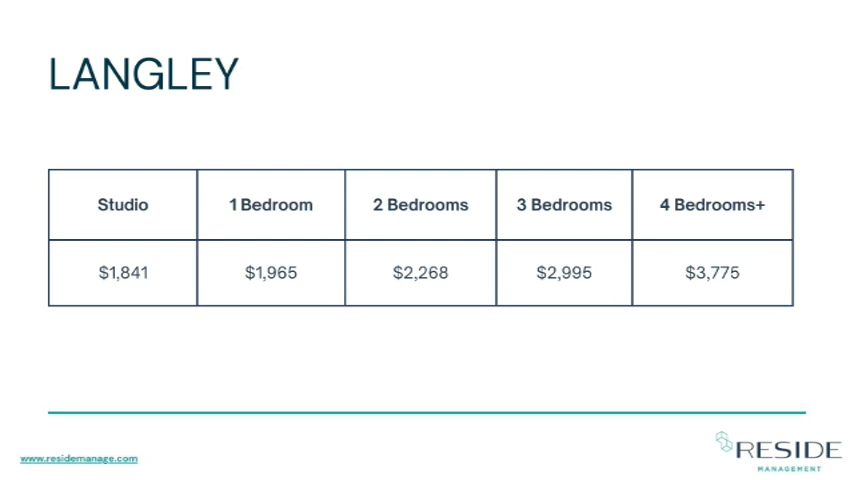 LANGLEY
Studio 1 Bedroom 2 Bedrooms 3 Bedrooms 4 Bedrooms+
$1,841 $1,965 $2,268 $2,995 $3,775
www.residemanage.com
RESIDE
MANAGEMENT